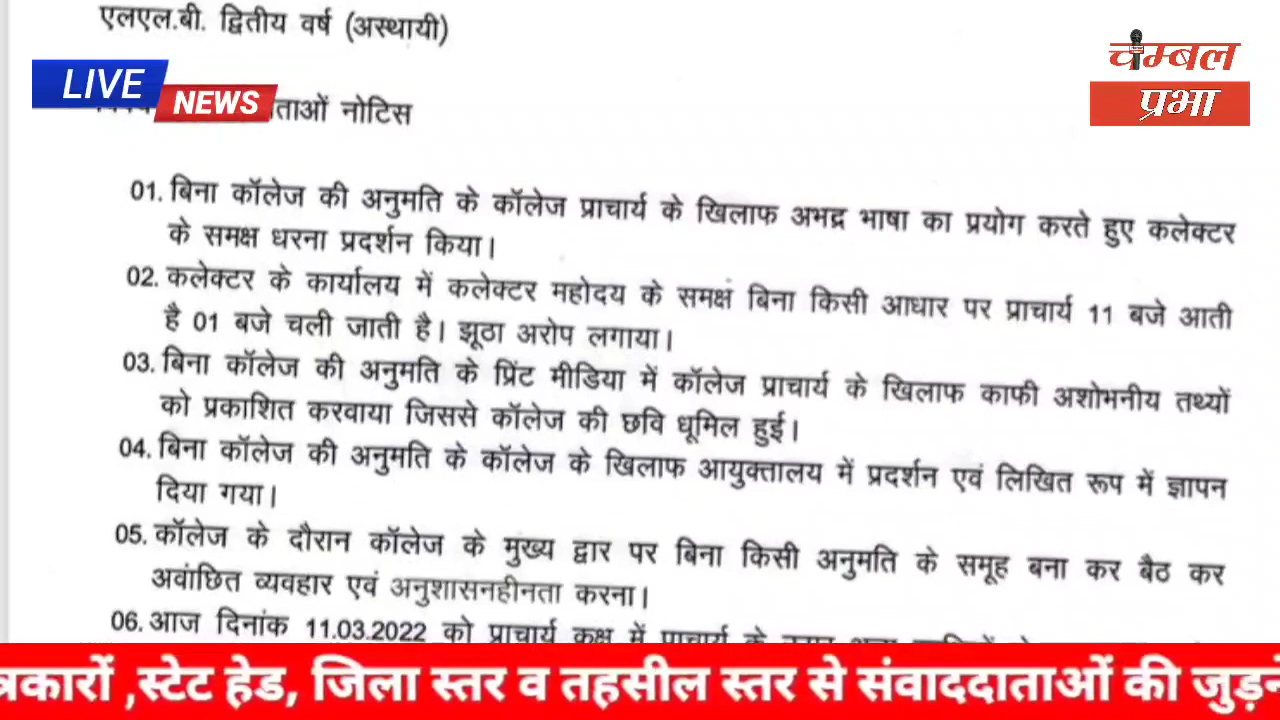 एलएल.बी. द्वितीय वर्ष (अस्थायी)
LIVE
NEWS
चम्बल
प्रभा
नोटिस
01. बिना कॉलेज की अनुमति के कॉलेज प्राचार्य के खिलाफ अभद्र भाषा का प्रयोग करते हुए कलेक्टर
के समक्ष धरना प्रदर्शन किया।
02. कलेक्टर के कार्यालय में कलेक्टर महोदय के समक्षं बिना किसी आधार पर प्राचार्य 11 बजे आती
है 01 बजे चली जाती है। झूठा अरोप लगाया।
03. बिना कॉलेज की अनुमति के प्रिंट मीडिया में कॉलेज प्राचार्य के खिलाफ काफी अशोभनीय तथ्यों
को प्रकाशित करवाया जिससे कॉलेज की छवि धूमिल हुई।
04. बिना कॉलेज की अनुमति के कॉलेज के खिलाफ आयुक्तालय में प्रदर्शन एवं लिखित रूप में ज्ञापन
दिया गया।
05. कॉलेज के दौरान कॉलेज के मुख्य द्वार पर बिना किसी अनुमति के समूह बना कर बैठ कर
अवांछित व्यवहार एवं अनुशासनहीनता करना।
06. आज दिनांक 11.03.2022 को प्राचार्य कक्ष में प्राचार्य के
त्रकारों ,स्टेट हेड, जिला स्तर व तहसील स्तर से संवाददाताओं की जुड़ने